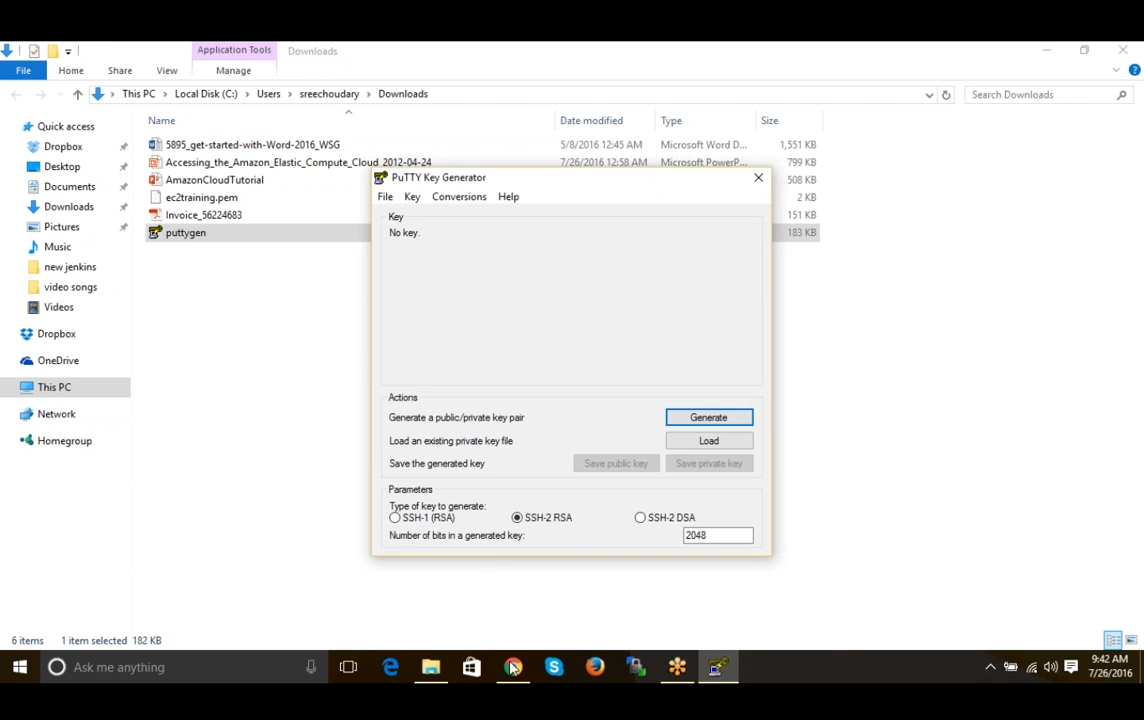 Application Tools Downloads
File Home Share View Manage
This PC Local Disk (C:) Users sreechoudary Downloads Search Downloads
Name Date modified Type Size
Quick access
Dropbox
Desktop
Documents
Downloads
Pictures
Music
new jenkins
video songs
Videos
Dropbox
OneDrive
This PC
Network
Homegroup
5895_get-started-with-Word-2016_WSG 5/8/2016 12:45 AM Microsoft Word D... 1,551 KB
Accessing_the_Amazon_Elastic_Compute_Cloud_2012-04-24 7/26/2016 12:58 AM Microsoft PowerP... 799 KB
AmazonCloudTutorial 508 KB
ec2training.pem 2 KB
Invoice_56224683 151 KB
puttygen 183 KB
PuTTY Key Generator
File Key Conversions Help
Key
No key.
Actions
Generate a public/private key pair Generate
Load an existing private key file Load
Save the generated key Save public key Save private key
Parameters
Type of key to generate:
SSH-1 (RSA) SSH-2 RSA SSH-2 DSA
Number of bits in a generated key: 2048
6 items 1 item selected 182 KB
Ask me anything
9:42 AM
7/26/2016